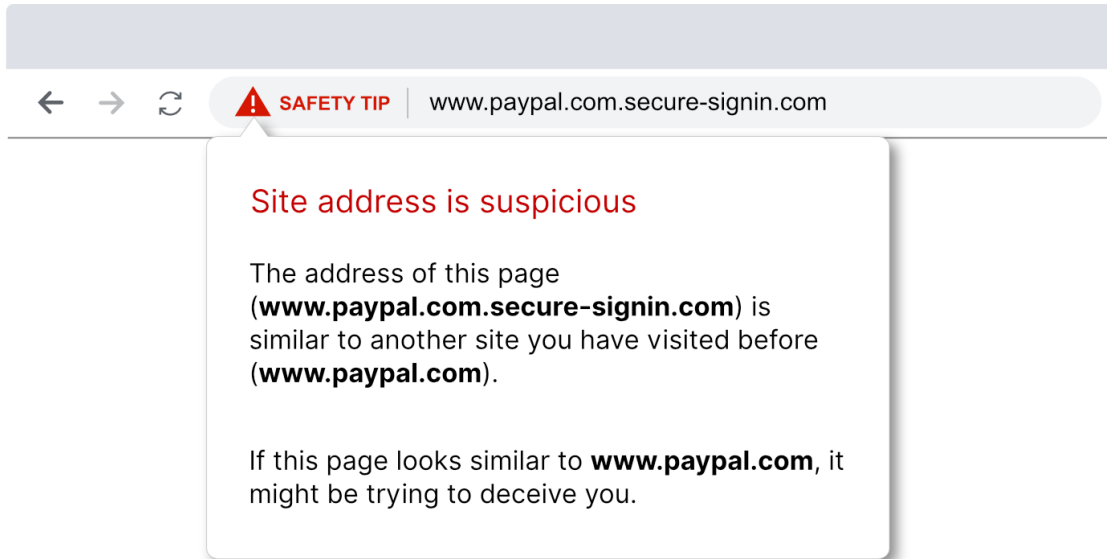 SAFETY TIP www.paypal.com.secure-signin.com
Site address is suspicious
The address of this page
(www.paypal.com.secure-signin.com) is
similar to another site you have visited before
(www.paypal.com).
If this page looks similar to www.paypal.com, it
might be trying to deceive you.